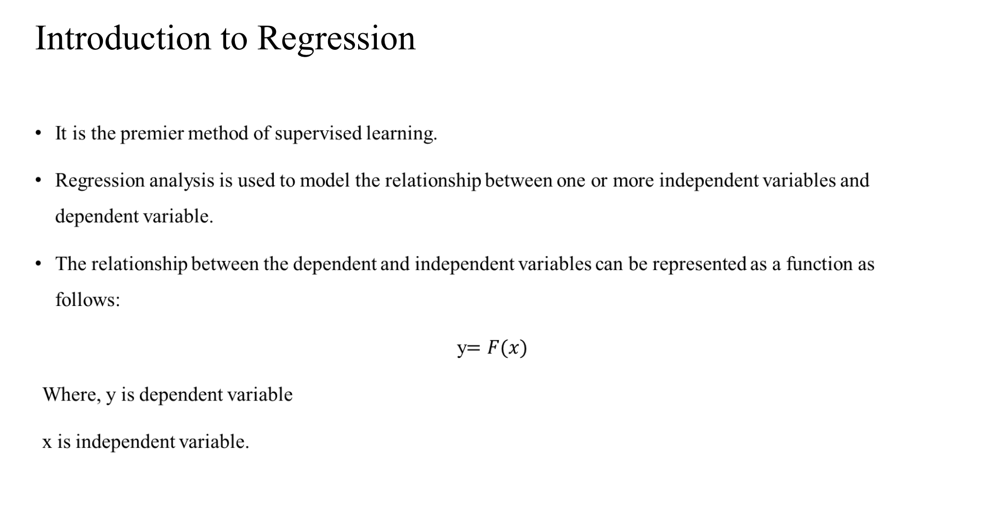 Introduction to Regression
• It is the premier method of supervised learning.
• Regression analysis is used to model the relationship between one or more independent variables and
dependent variable.
• The relationship between the dependent and independent variables can be represented as a function as
follows:
y= F(x)
Where, y is dependent variable
x is independent variable.